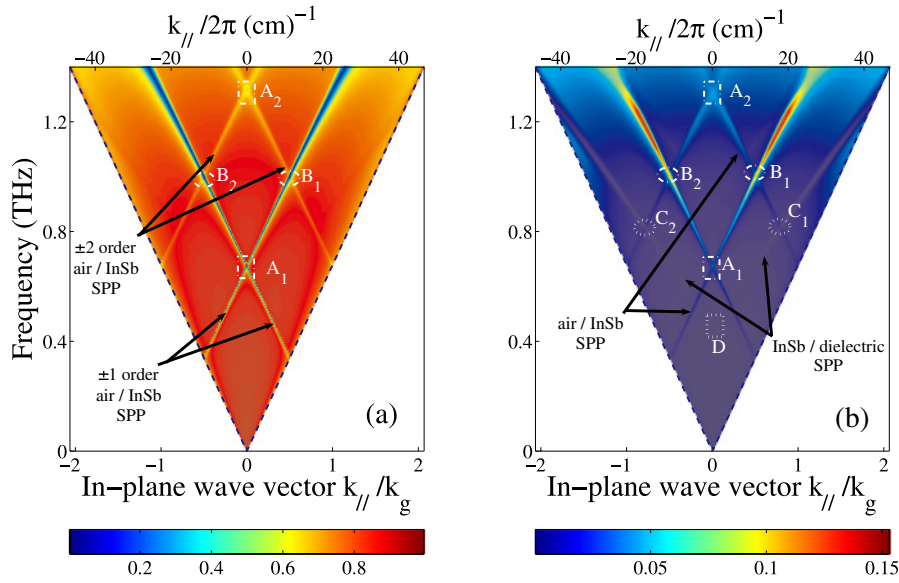 k// /2π (cm)⁻¹
−40 −20 0 20 40
A2
1.2
B2 B1
0.8
±2 order
air / InSb
SPP
A1
0.4
±1 order
air / InSb
SPP
(a)
0
−2 −1 0 1 2
Frequency (THz)
In−plane wave vector k///kg
0.2 0.4 0.6 0.8
k// /2π (cm)⁻¹
−40 −20 0 20 40
A2
1.2
B2 B1
C2 C1
0.8
A1
air / InSb
SPP
D
InSb / dielectric
SPP
0.4
(b)
0
−2 −1 0 1 2
In−plane wave vector k///kg
0.05 0.1 0.15